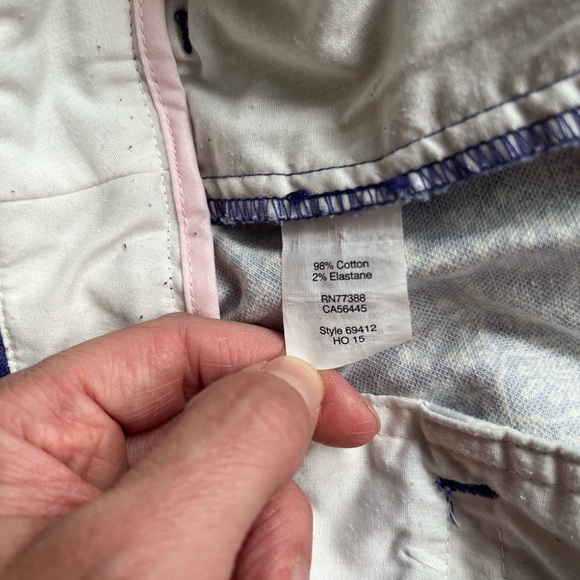 98% Cotton
2% Elastane
RN77388
CA56445
Style 69412
HO 15